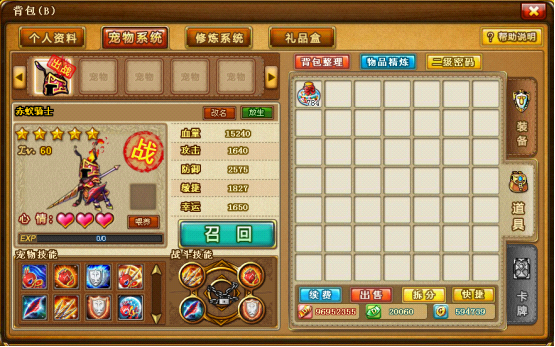 背包(B)
个人资料 宠物系统 修炼系统 礼品盒 ? 帮助说明
出战 宠物 宠物 宠物 宠物
背包整理 物品精炼 二级密码
赤蚁骑士 改名 放生
Lv. 60
战
血量 15240
攻击 1640
防御 2575
敏捷 1827
幸运 1650
心情: 喂养
召回
EXP 0/0
宠物技能 战斗技能
装备
道具
卡牌
续费 出售 拆分 快捷
96952355 20060 594739